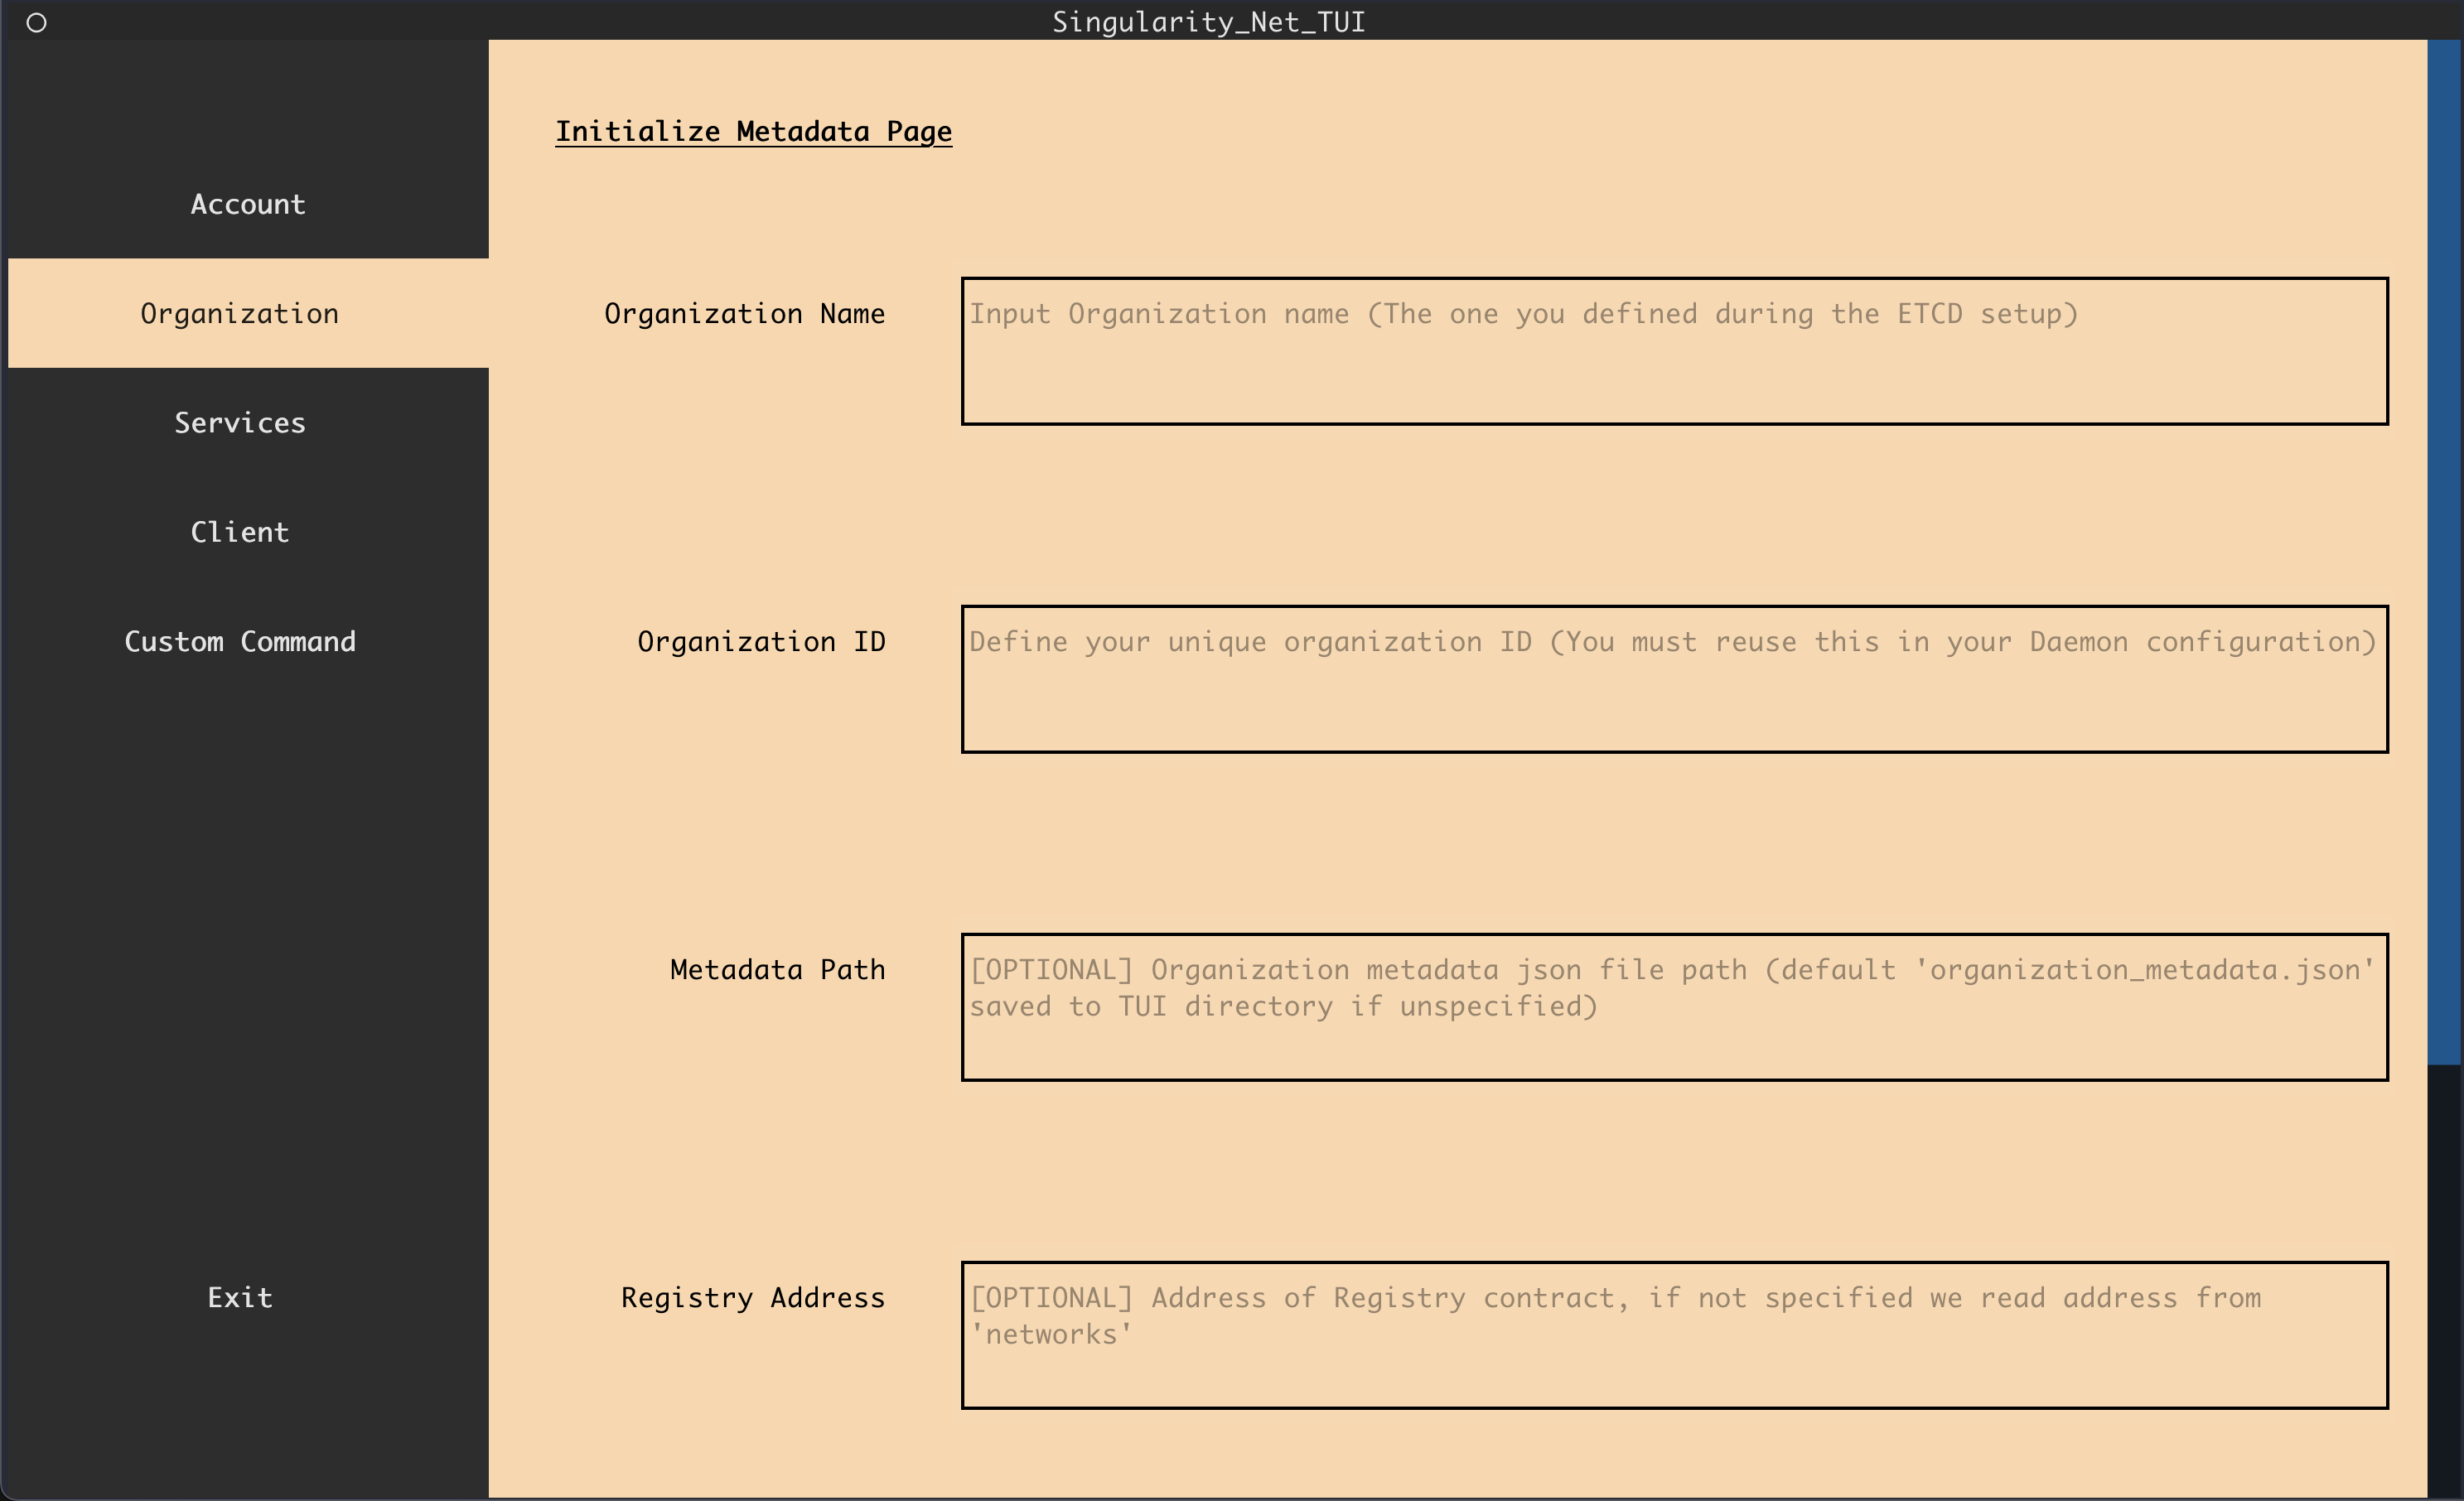 Singularity_Net_TUI
Account
Organization
Services
Client
Custom Command
Exit
Initialize Metadata Page
Organization Name
Input Organization name (The one you defined during the ETCD setup)
Organization ID
Define your unique organization ID (You must reuse this in your Daemon configuration)
Metadata Path
[OPTIONAL] Organization metadata json file path (default 'organization_metadata.json'
saved to TUI directory if unspecified)
Registry Address
[OPTIONAL] Address of Registry contract, if not specified we read address from
'networks'